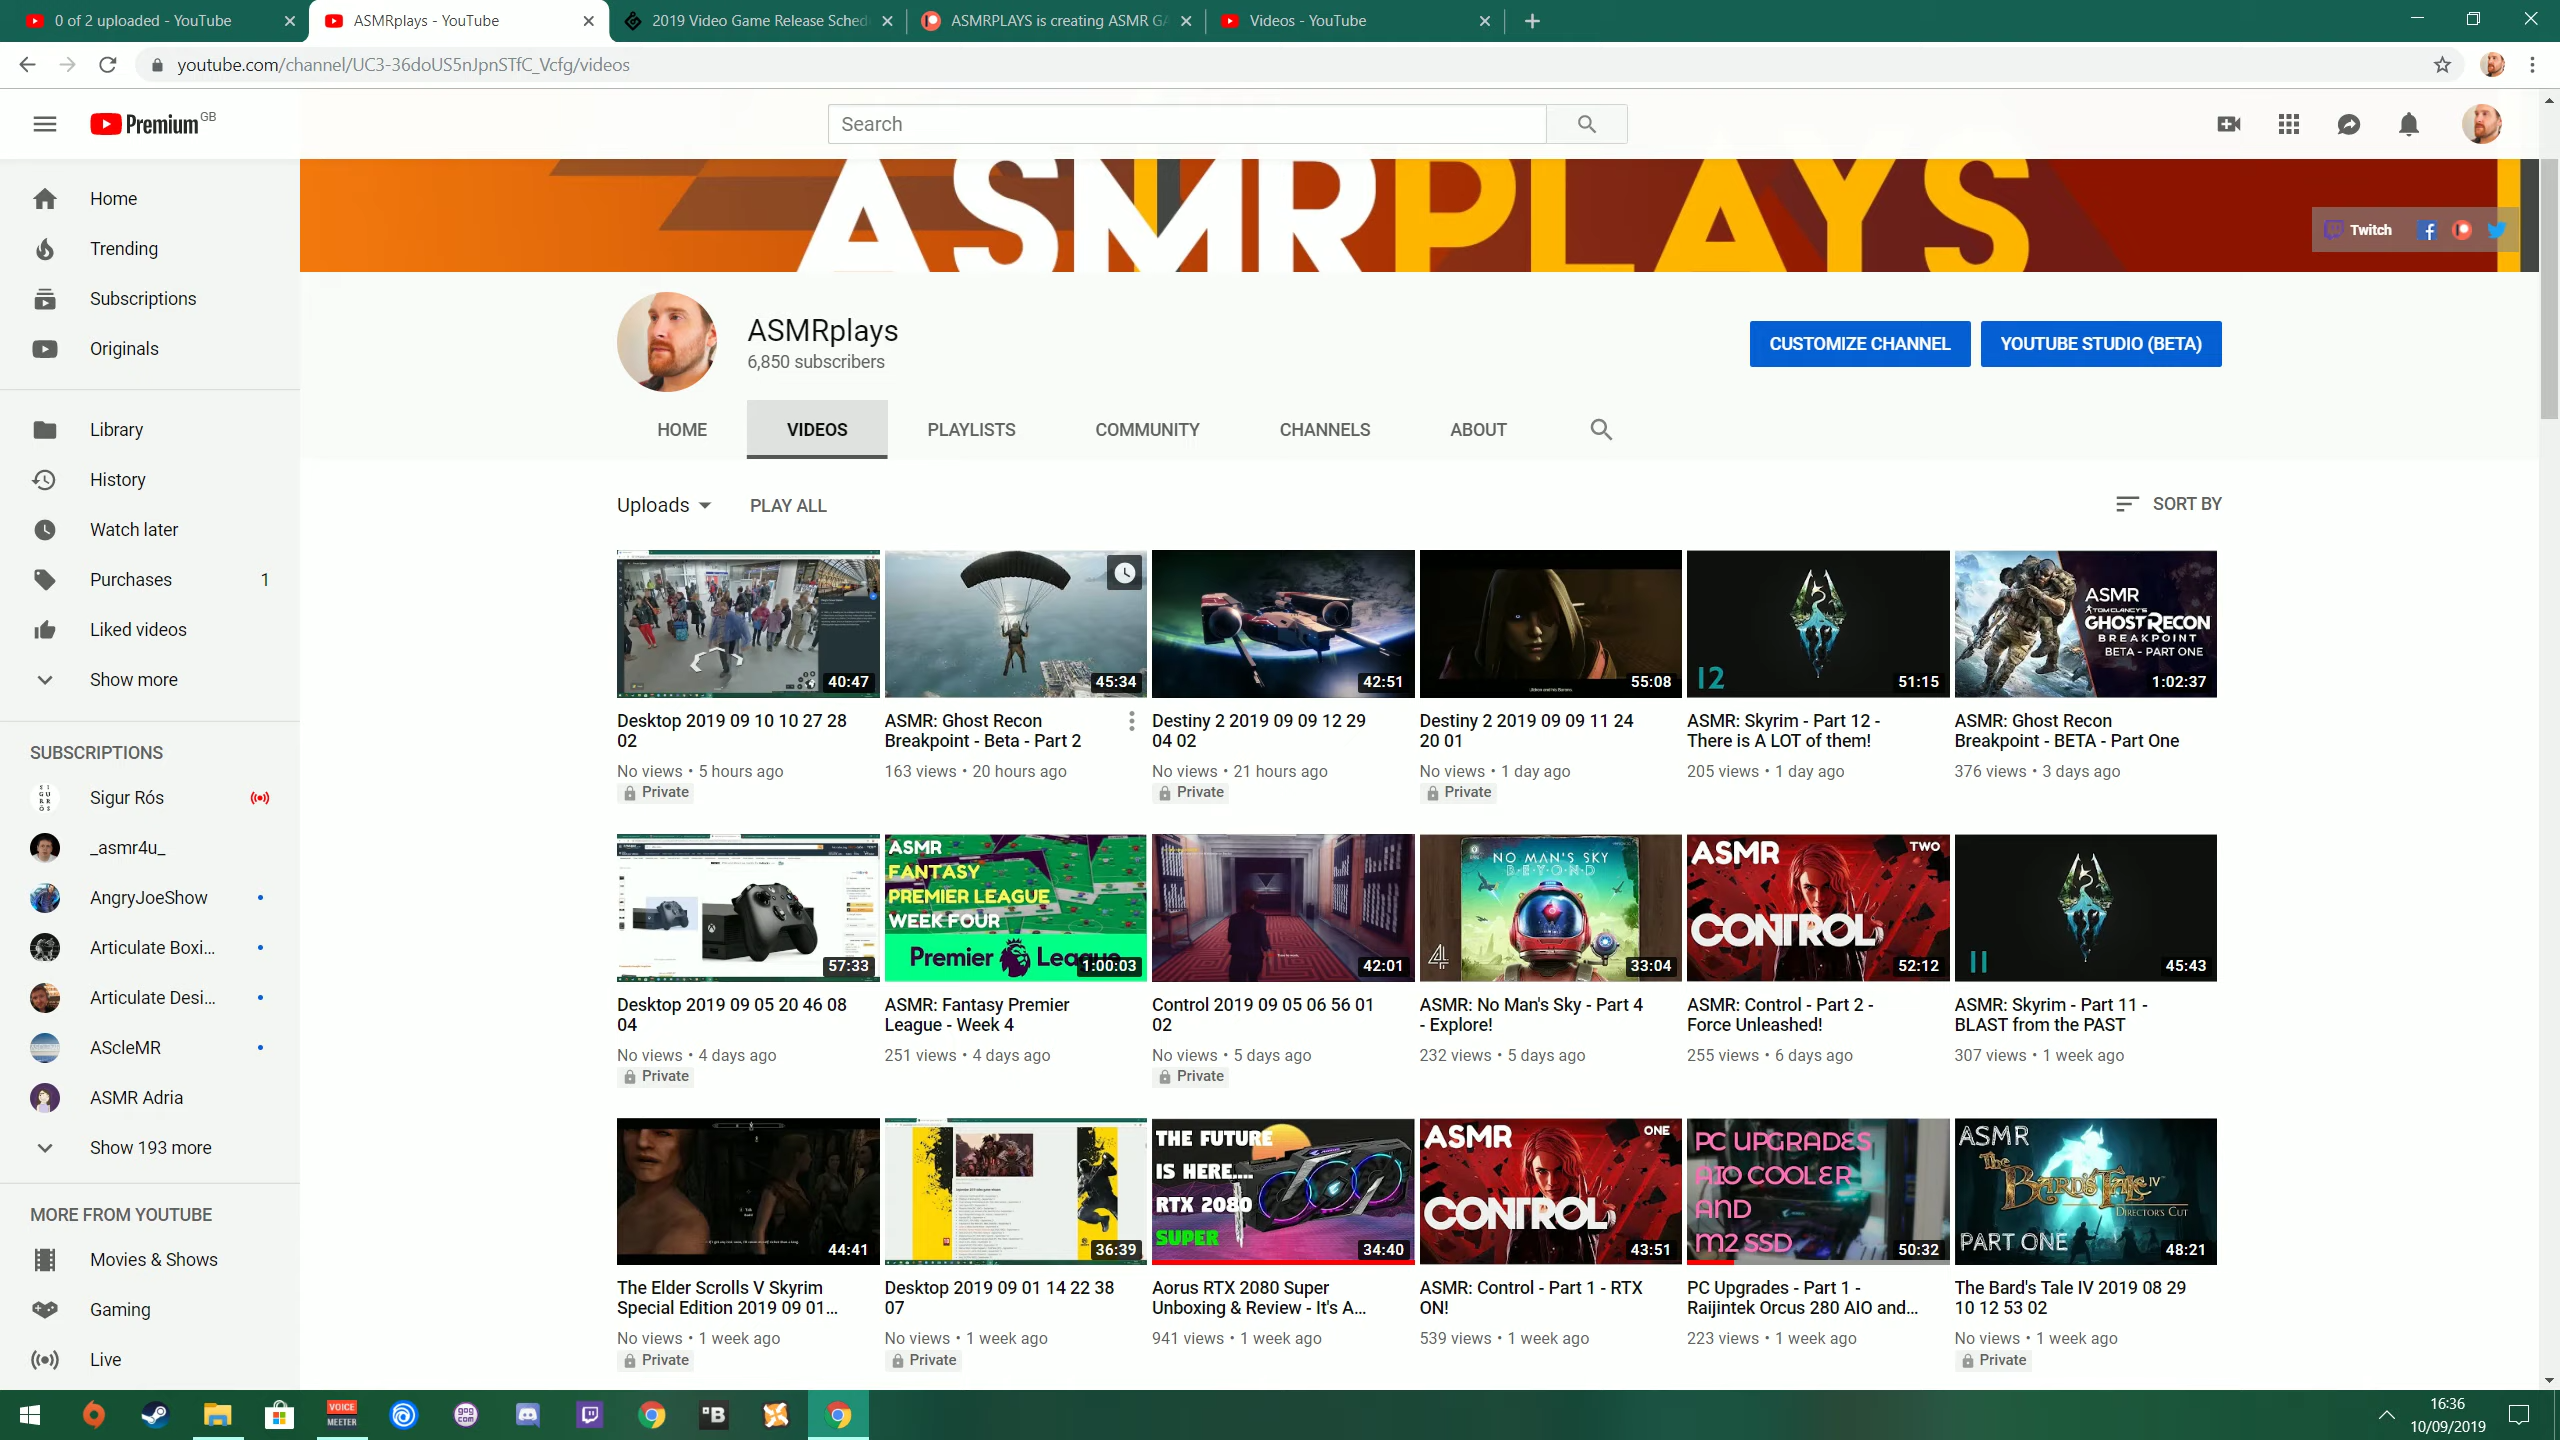 0 of 2 uploaded - YouTube
ASMRplays - YouTube
2019 Video Game Release Sched
ASMRPLAYS is creating ASMR GA
Videos - YouTube
youtube.com/channel/UC3-36doUS5nJpnSTfC_Vcfg/videos
Premium GB
Search
ASMRPLAYS
Twitch
Home
Trending
Subscriptions
Originals
Library
History
Watch later
Purchases 1
Liked videos
Show more
SUBSCRIPTIONS
Sigur Rós
_asmr4u_
AngryJoeShow
Articulate Boxi...
Articulate Desi...
AScleMR
ASMR Adria
Show 193 more
MORE FROM YOUTUBE
Movies & Shows
Gaming
Live
ASMRplays
6,850 subscribers
CUSTOMIZE CHANNEL
YOUTUBE STUDIO (BETA)
HOME VIDEOS PLAYLISTS COMMUNITY CHANNELS ABOUT
Uploads PLAY ALL SORT BY
40:47
Desktop 2019 09 10 10 27 28
02
No views • 5 hours ago
Private
45:34
ASMR: Ghost Recon
Breakpoint - Beta - Part 2
163 views • 20 hours ago
42:51
Destiny 2 2019 09 09 12 29
04 02
No views • 21 hours ago
Private
55:08
Destiny 2 2019 09 09 11 24
20 01
No views • 1 day ago
Private
12
51:15
ASMR: Skyrim - Part 12 -
There is A LOT of them!
205 views • 1 day ago
ASMR
TOM CLANCY'S
GHOST RECON
BREAKPOINT
BETA - PART ONE
1:02:37
ASMR: Ghost Recon
Breakpoint - BETA - Part One
376 views • 3 days ago
57:33
Desktop 2019 09 05 20 46 08
04
No views • 4 days ago
Private
ASMR
FANTASY
PREMIER LEAGUE
WEEK FOUR
Premier League
1:00:03
ASMR: Fantasy Premier
League - Week 4
251 views • 4 days ago
42:01
Control 2019 09 05 06 56 01
02
No views • 5 days ago
Private
NO MAN'S SKY
BEYOND
4
33:04
ASMR: No Man's Sky - Part 4
- Explore!
232 views • 5 days ago
ASMR TWO
CONTROL
52:12
ASMR: Control - Part 2 -
Force Unleashed!
255 views • 6 days ago
11
45:43
ASMR: Skyrim - Part 11 -
BLAST from the PAST
307 views • 1 week ago
44:41
The Elder Scrolls V Skyrim
Special Edition 2019 09 01...
No views • 1 week ago
Private
36:39
Desktop 2019 09 01 14 22 38
07
No views • 1 week ago
Private
THE FUTURE
IS HERE....
RTX 2080
SUPER
34:40
Aorus RTX 2080 Super
Unboxing & Review - It's A...
941 views • 1 week ago
ASMR ONE
CONTROL
43:51
ASMR: Control - Part 1 - RTX
ON!
539 views • 1 week ago
PC UPGRADES
AIO COOLER
AND
M2 SSD
50:32
PC Upgrades - Part 1 -
Raijintek Orcus 280 AIO and...
223 views • 1 week ago
ASMR
The
BARD'S TALE IV
DIRECTOR'S CUT
PART ONE
48:21
The Bard's Tale IV 2019 08 29
10 12 53 02
No views • 1 week ago
Private
VOICE
MEETER
gog
com
B
16:36
10/09/2019